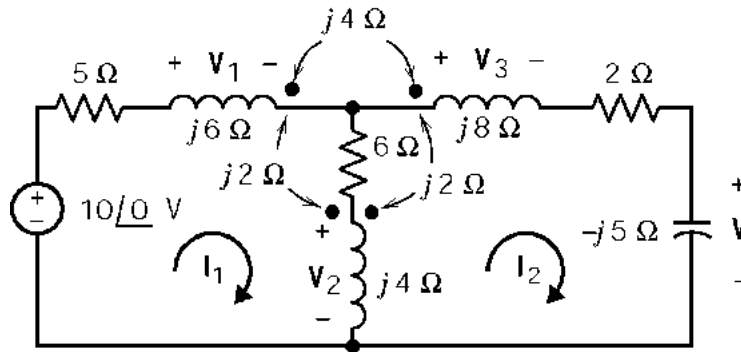 j4 Ω
5 Ω + V1 − + V3 − 2 Ω
j6 Ω j8 Ω
6 Ω
j2 Ω j2 Ω
+
10/0 V + − + −j5 Ω V
I1 V2 j4 Ω I2
− −